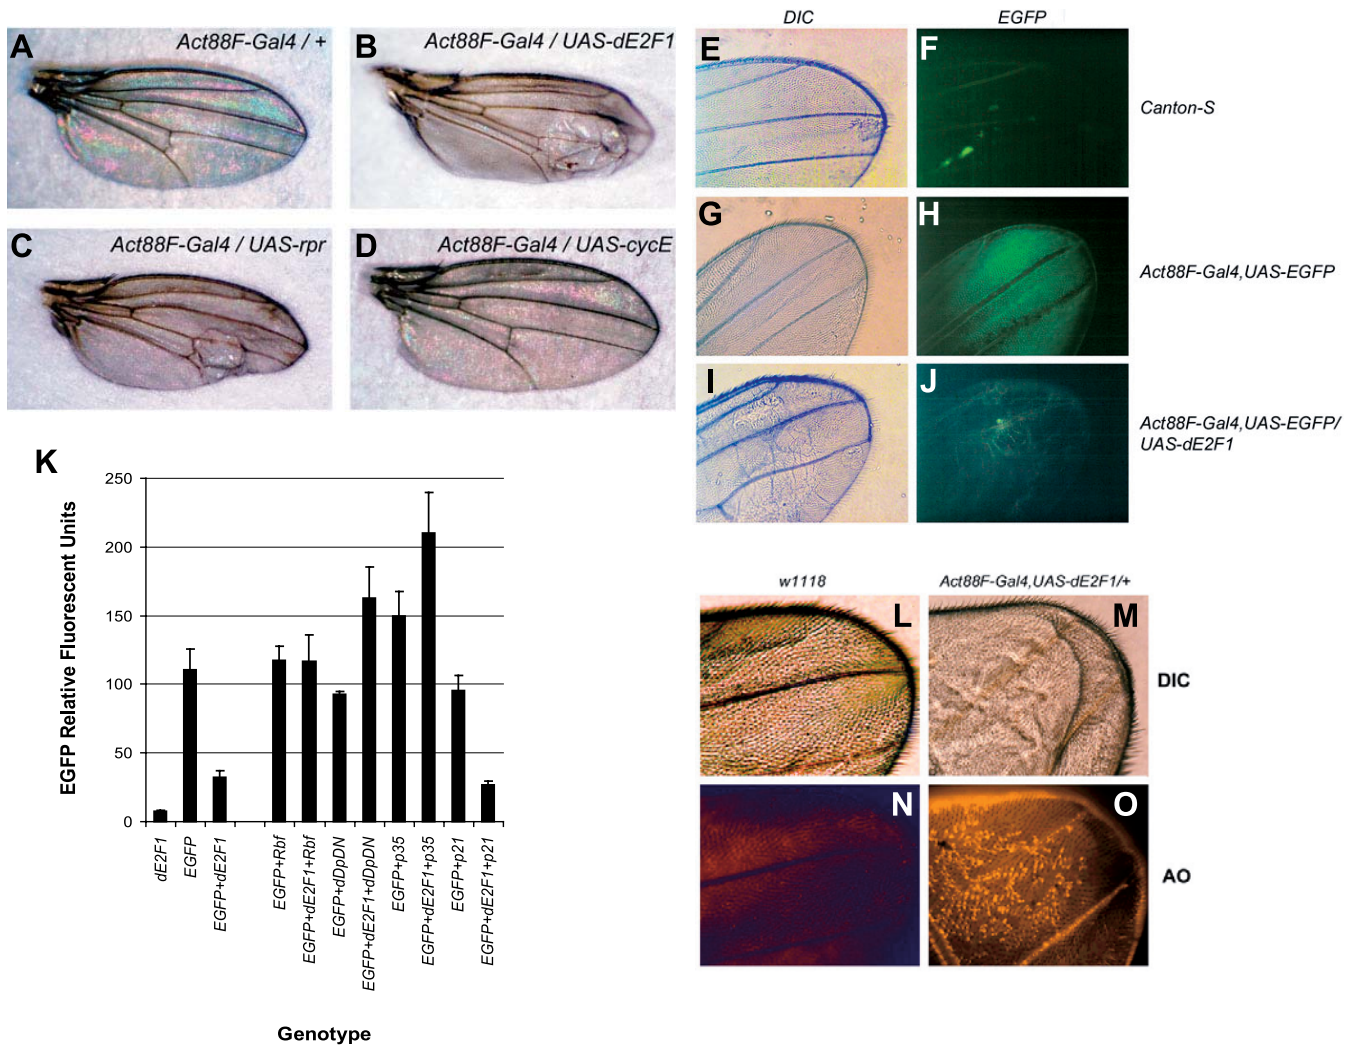 A
Act88F-Gal4 / +
B
Act88F-Gal4 / UAS-dE2F1
C
Act88F-Gal4 / UAS-rpr
D
Act88F-Gal4 / UAS-cycE
DIC
EGFP
E
F
Canton-S
G
H
Act88F-Gal4,UAS-EGFP
I
J
Act88F-Gal4,UAS-EGFP/
UAS-dE2F1
K
EGFP Relative Fluorescent Units
250
200
150
100
50
0
dE2F1
EGFP
EGFP+dE2F1
EGFP+Rbf
EGFP+dE2F1+Rbf
EGFP+dDpDN
EGFP+dE2F1+dDpDN
EGFP+p35
EGFP+dE2F1+p35
EGFP+p21
EGFP+dE2F1+p21
Genotype
w1118
Act88F-Gal4,UAS-dE2F1/+
L
M
DIC
N
O
AO